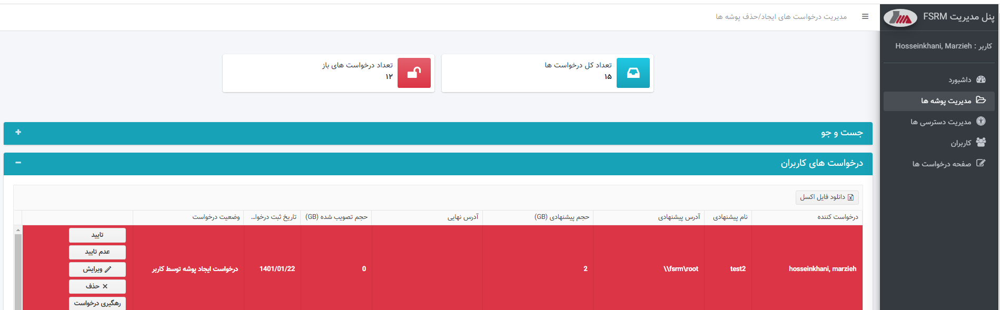 پنل مدیریت FSRM
کاربر : Hosseinkhani, Marzieh
داشبورد
مدیریت پوشه ها
مدیریت دسترسی ها
کاربران
صفحه درخواست ها
مدیریت درخواست های ایجاد/حذف پوشه ها
تعداد کل درخواست ها
۱۵
تعداد درخواست های باز
۱۲
جست و جو
درخواست های کاربران
دانلود فایل اکسل
درخواست کننده نام پیشنهادی آدرس پیشنهادی حجم پیشنهادی (GB) آدرس نهایی حجم تصویب شده (GB) تاریخ ثبت درخوا... وضعیت درخواست
hosseinkhani, marzieh test2 \\fsrm\root 2 0 1401/01/22 درخواست ایجاد پوشه توسط کاربر
تایید
عدم تایید
ویرایش
حذف
رهگیری درخواست